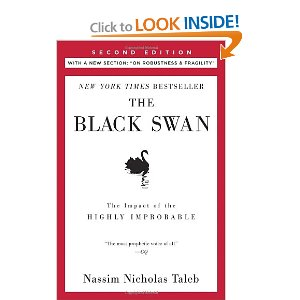 Click to
LOOK INSIDE!
SECOND EDITION
WITH A NEW SECTION: "ON ROBUSTNESS & FRAGILITY"
NEW YORK TIMES BESTSELLER
THE
BLACK SWAN
The Impact of the
HIGHLY IMPROBABLE
"The most prophetic voice of all."
—GQ
Nassim Nicholas Taleb